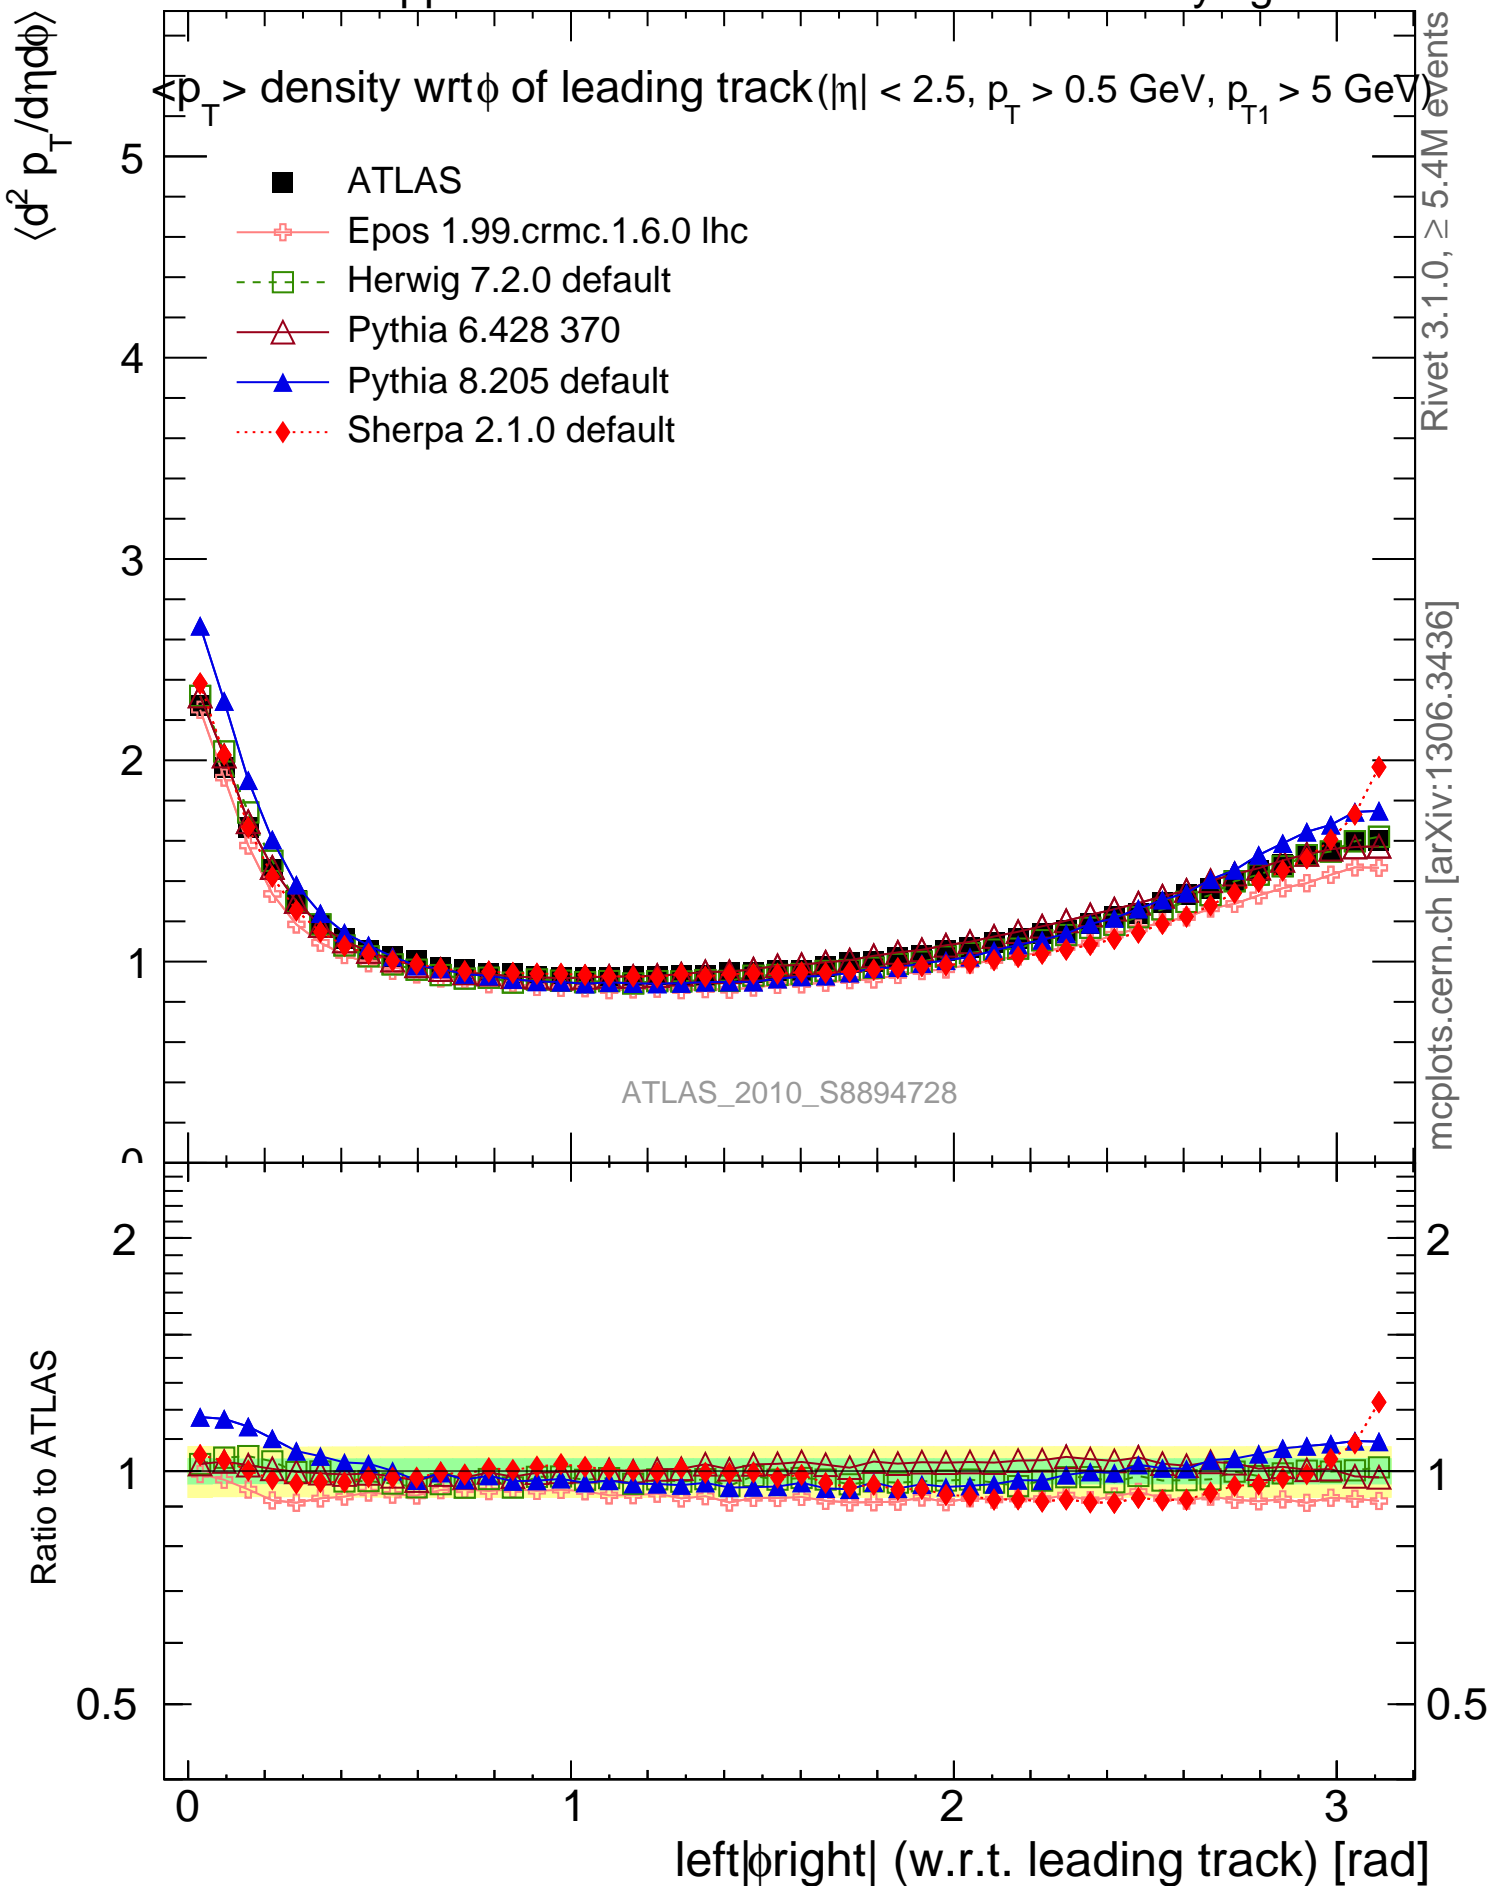 ⟨d² p_T/dηdϕ⟩
<p_T> density wrtϕ of leading track(|η| < 2.5, p_T > 0.5 GeV, p_T1 > 5 GeV)
ATLAS
Epos 1.99.crmc.1.6.0 lhc
Herwig 7.2.0 default
Pythia 6.428 370
Pythia 8.205 default
Sherpa 2.1.0 default
5
4
3
2
1
0
ATLAS_2010_S8894728
Rivet 3.1.0, ≥ 5.4M events
mcplots.cern.ch [arXiv:1306.3436]
Ratio to ATLAS
2
1
0.5
2
1
0.5
0
1
2
3
left|ϕright| (w.r.t. leading track) [rad]